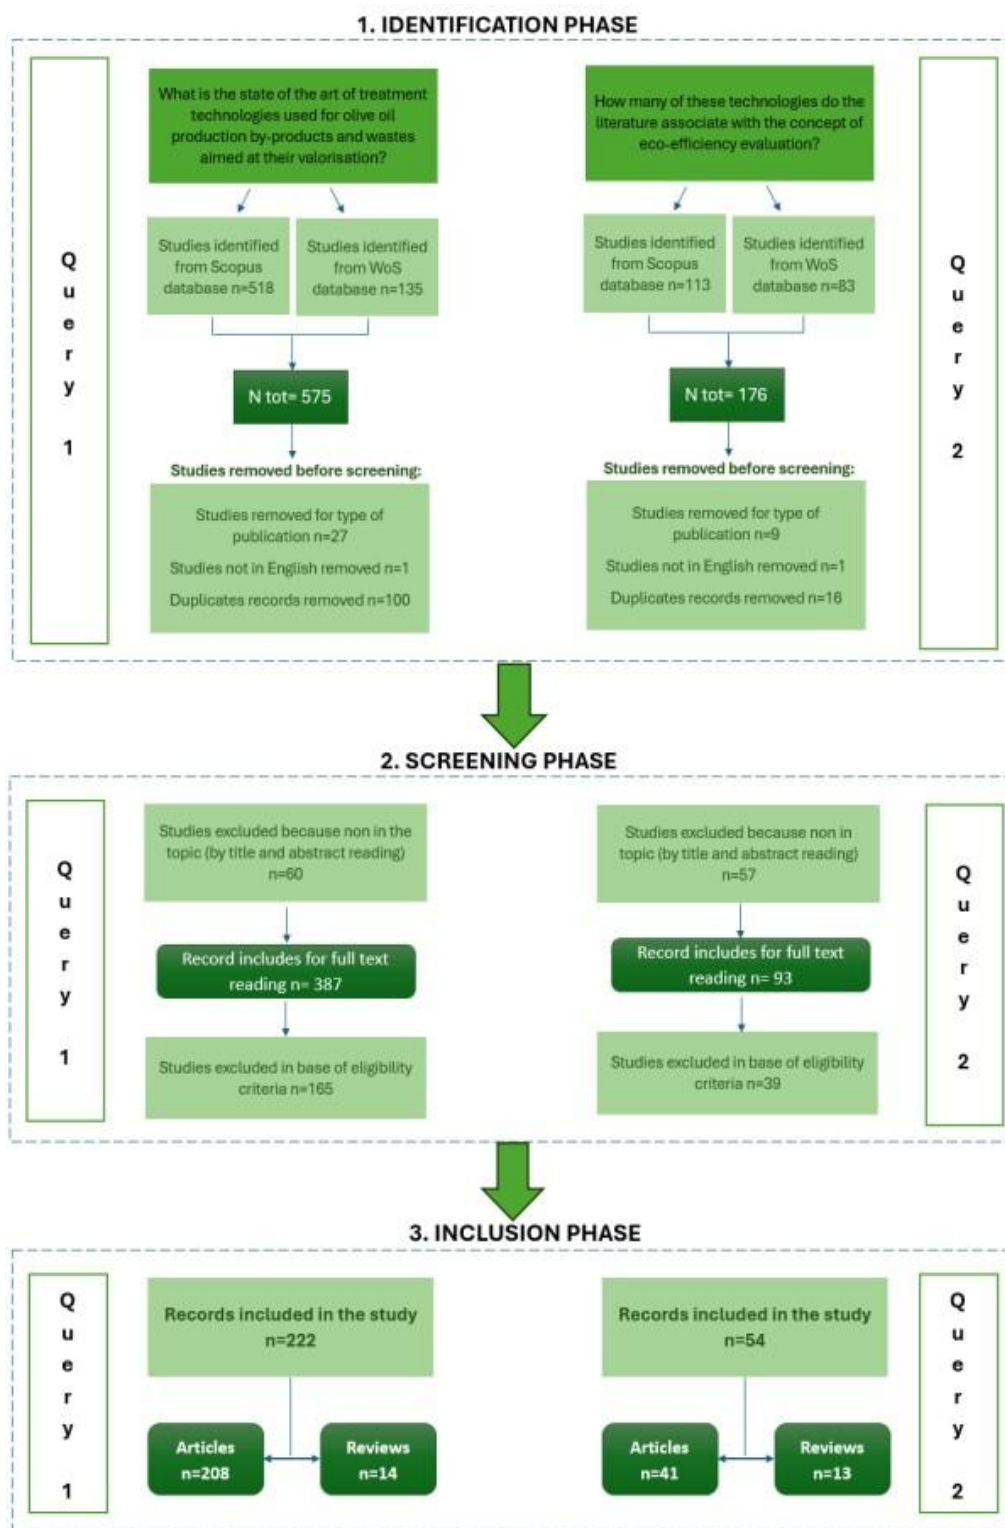 1. IDENTIFICATION PHASE
Query 1
What is the state of the art of treatment
technologies used for olive oil
production by-products and wastes
aimed at their valorisation?
Studies identified
from Scopus
database n=518
Studies identified
from WoS
database n=135
N tot= 575
Studies removed before screening:
Studies removed for type of
publication n=27
Studies not in English removed n=1
Duplicates records removed n=100
How many of these technologies do the
literature associate with the concept of
eco-efficiency evaluation?
Studies identified
from Scopus
database n=113
Studies identified
from WoS
database n=83
N tot= 176
Studies removed before screening:
Studies removed for type of
publication n=9
Studies not in English removed n=1
Duplicates records removed n=16
Query 2
2. SCREENING PHASE
Query 1
Studies excluded because non in the
topic (by title and abstract reading)
n=60
Record includes for full text
reading n= 387
Studies excluded in base of eligibility
criteria n=165
Studies excluded because non in
topic (by title and abstract reading)
n=57
Record includes for full text
reading n= 93
Studies excluded in base of eligibility
criteria n=39
Query 2
3. INCLUSION PHASE
Query 1
Records included in the study
n=222
Articles
n=208
Reviews
n=14
Records included in the study
n=54
Articles
n=41
Reviews
n=13
Query 2